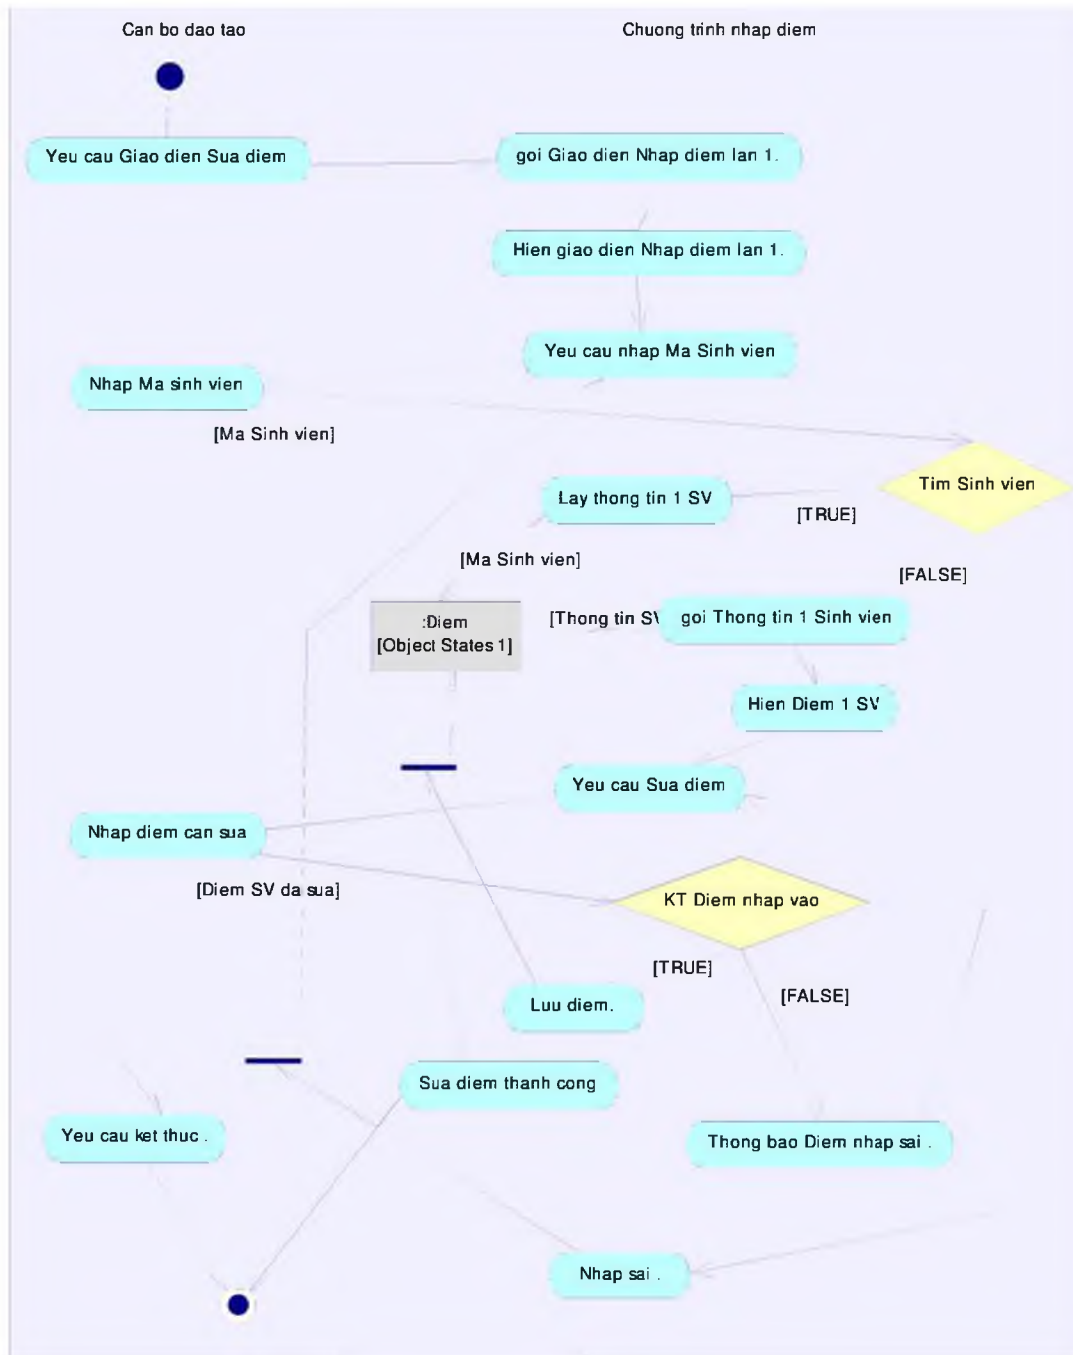 Can bo dao tao
Chuong trinh nhap diem
Yeu cau Giao dien Sua diem
goi Giao dien Nhap diem lan 1.
Hien giao dien Nhap diem lan 1.
Yeu cau nhap Ma Sinh vien
Nhap Ma sinh vien
[Ma Sinh vien]
Tim Sinh vien
Lay thong tin 1 SV
[TRUE]
[Ma Sinh vien]
[FALSE]
:Diem
[Object States 1]
[Thong tin SV
goi Thong tin 1 Sinh vien
Hien Diem 1 SV
Yeu cau Sua diem
Nhap diem can sua
[Diem SV da sua]
KT Diem nhap vao
[TRUE]
[FALSE]
Luu diem.
Sua diem thanh cong
Yeu cau ket thuc .
Thong bao Diem nhap sai .
Nhap sai .